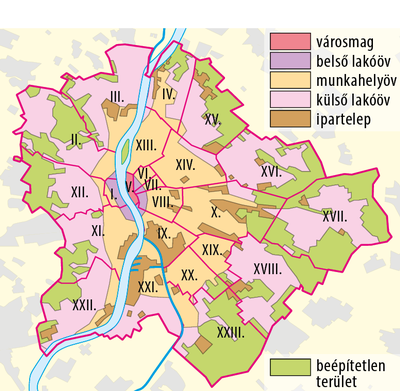 városmag
belső lakóöv
munkahelyöv
külső lakóöv
ipartelep
III.
IV.
XV.
II.
XIII.
XIV.
XVI.
XII.
I.
V.
VI.
VII.
VIII.
X.
XVII.
XI.
IX.
XIX.
XVIII.
XX.
XXI.
XXII.
XXIII.
beépítetlen
terület